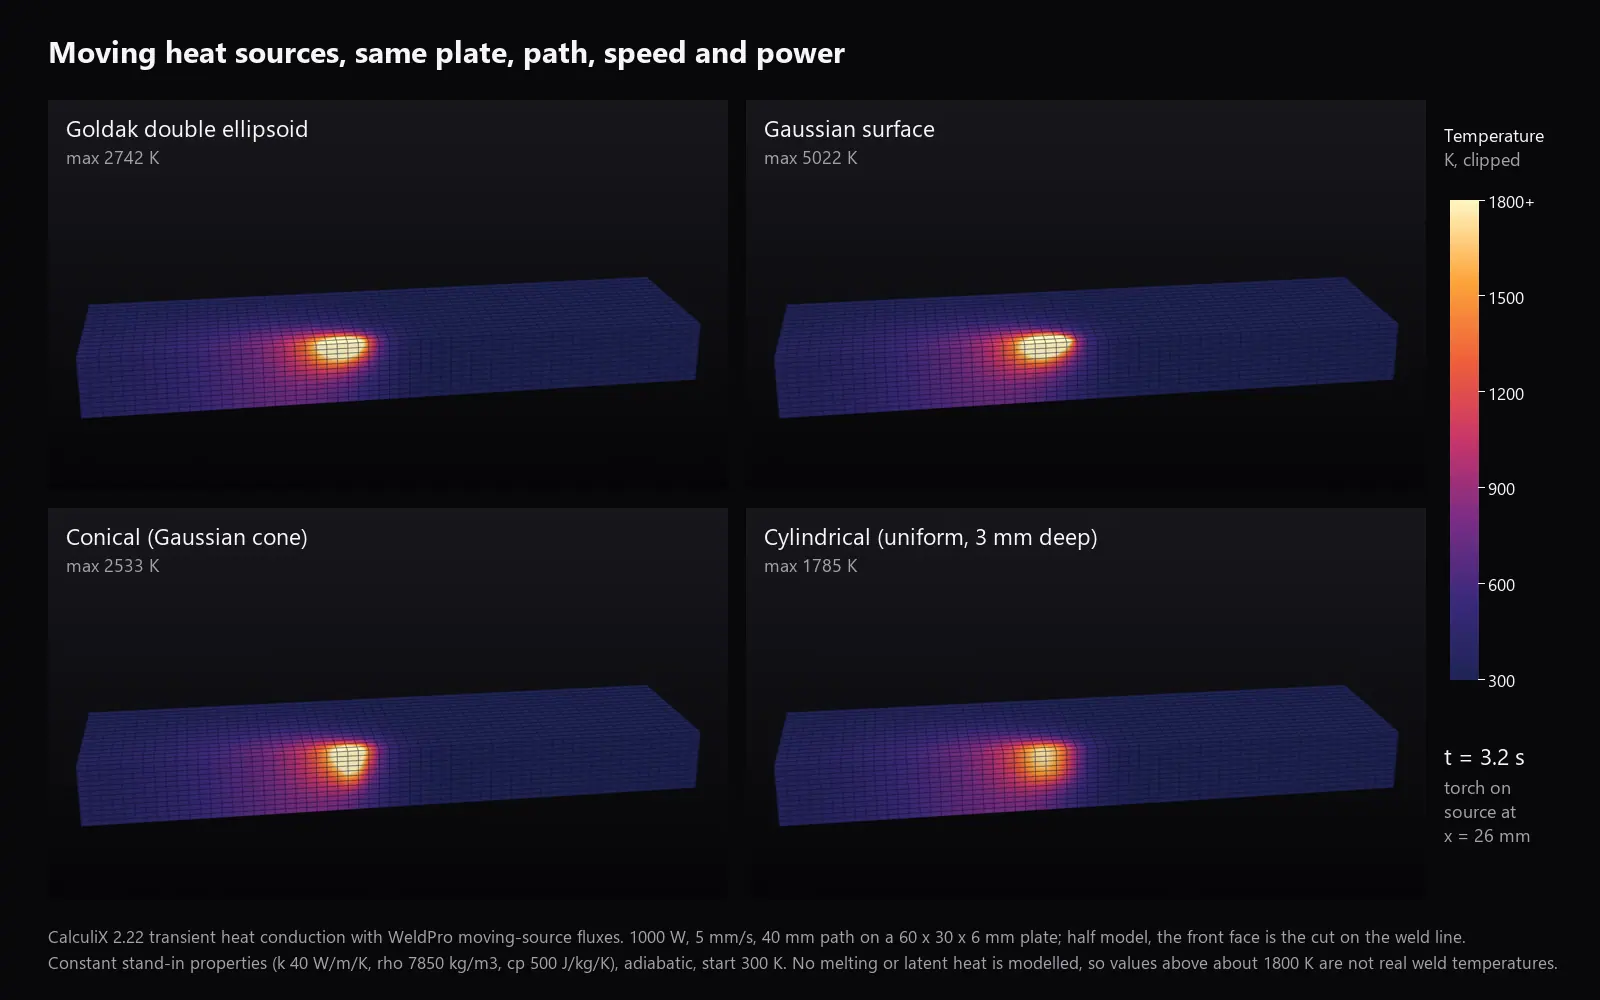 Moving heat sources, same plate, path, speed and power
Goldak double ellipsoid
max 2742 K
Gaussian surface
max 5022 K
Temperature
K, clipped
1800+
1500
1200
900
600
300
Conical (Gaussian cone)
max 2533 K
Cylindrical (uniform, 3 mm deep)
max 1785 K
t = 3.2 s
torch on
source at
x = 26 mm
CalculiX 2.22 transient heat conduction with WeldPro moving-source fluxes. 1000 W, 5 mm/s, 40 mm path on a 60 x 30 x 6 mm plate; half model, the front face is the cut on the weld line.
Constant stand-in properties (k 40 W/m/K, rho 7850 kg/m3, cp 500 J/kg/K), adiabatic, start 300 K. No melting or latent heat is modelled, so values above about 1800 K are not real weld temperatures.